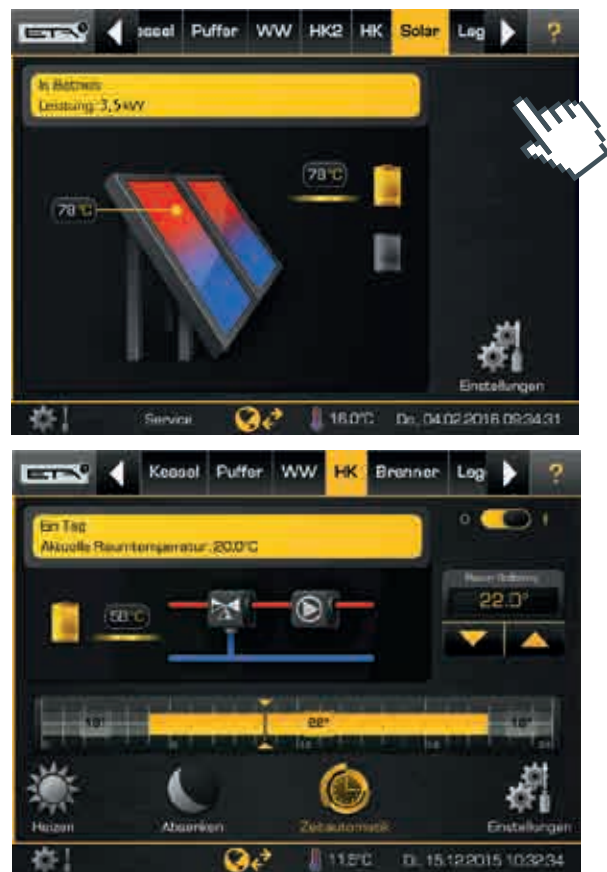 ETA Kessel Puffer WW HK2 HK Solar Lag ?
In Betrieb
Leistung: 3,5 kW
78°C
78°C
Einstellungen
Service 16.0°C Do, 04.02.2016 09:34:31
ETA Kessel Puffer WW HK Brenner Lag ?
Ein Tag
Aktuelle Raumtemperatur: 20.0°C
0 I
22.0°
58°C
18° 22° 18°
Heizen Absenken Zeitautomatik Einstellungen
11.5°C Di, 15.12.2015 10:32:34